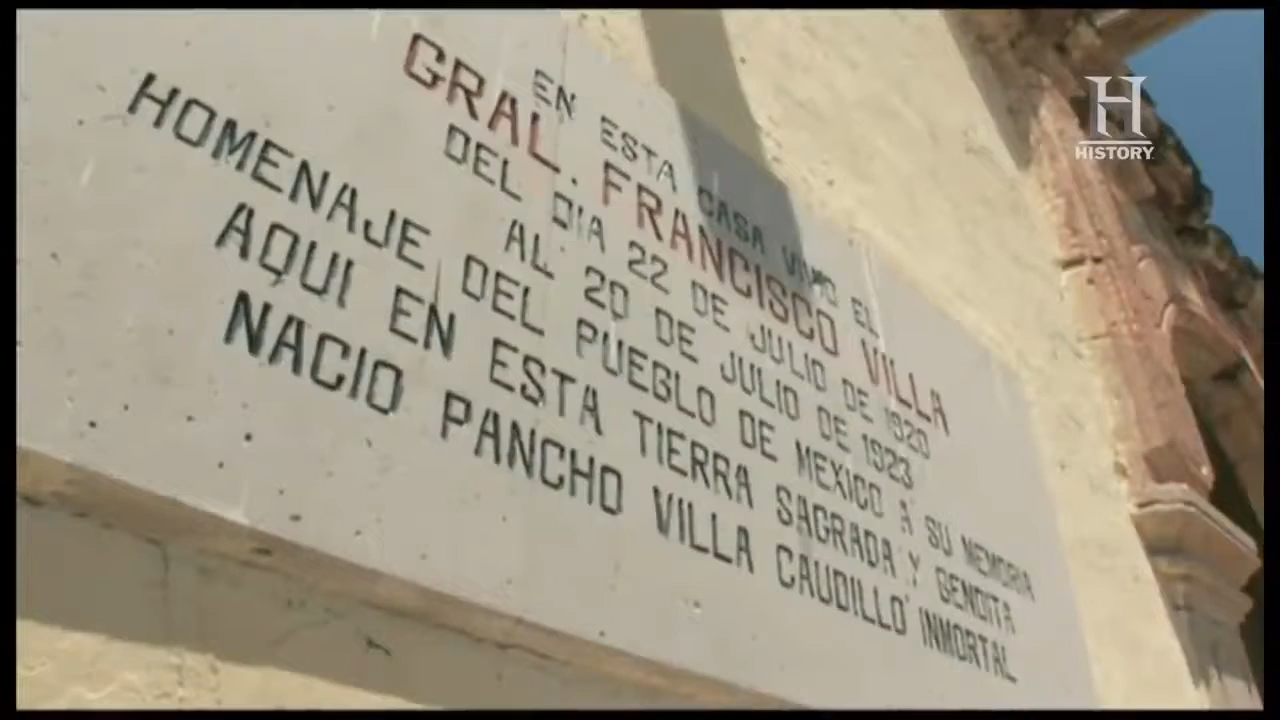 EN ESTA CASA VIVIO EL
GRAL. FRANCISCO VILLA
DEL DIA 22 DE JULIO DE 1920
AL 20 DE JULIO DE 1923
HOMENAJE DEL PUEBLO DE MEXICO A SU MEMORIA
AQUI EN ESTA TIERRA SAGRADA Y BENDITA
NACIO PANCHO VILLA CAUDILLO INMORTAL
H
HISTORY